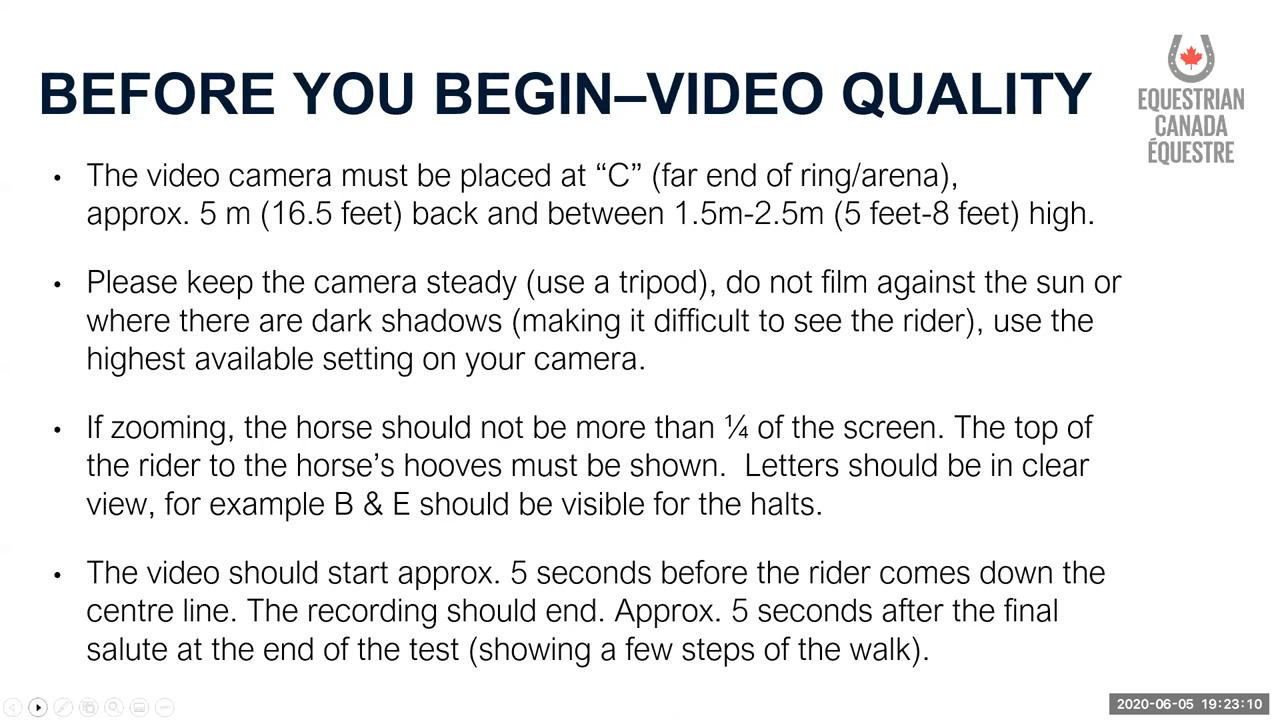 BEFORE YOU BEGIN–VIDEO QUALITY
EQUESTRIAN
CANADA
ÉQUESTRE
• The video camera must be placed at “C” (far end of ring/arena),
approx. 5 m (16.5 feet) back and between 1.5m-2.5m (5 feet-8 feet) high.
• Please keep the camera steady (use a tripod), do not film against the sun or
where there are dark shadows (making it difficult to see the rider), use the
highest available setting on your camera.
• If zooming, the horse should not be more than ¼ of the screen. The top of
the rider to the horse’s hooves must be shown.  Letters should be in clear
view, for example B & E should be visible for the halts.
• The video should start approx. 5 seconds before the rider comes down the
centre line. The recording should end. Approx. 5 seconds after the final
salute at the end of the test (showing a few steps of the walk).
2020-06-05 19:23:10